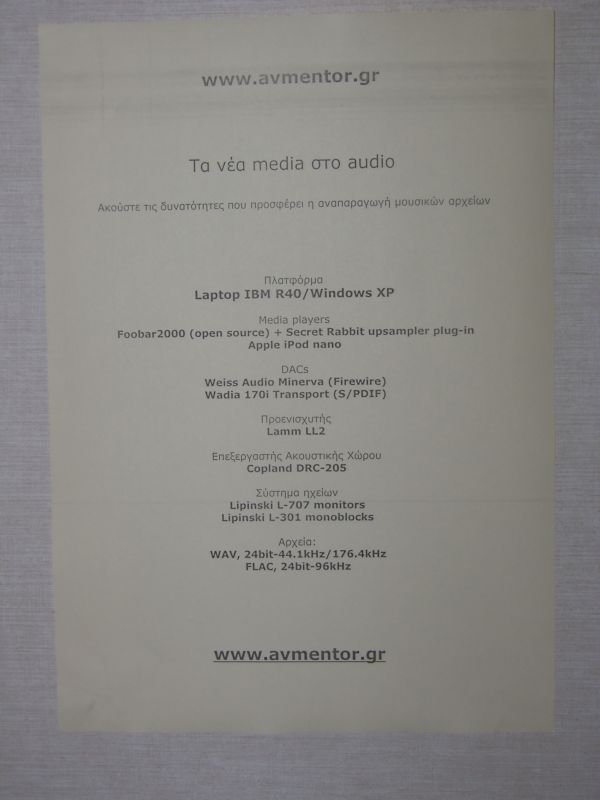 www.avmentor.gr
Τα νέα media στο audio
Ακούστε τις δυνατότητες που προσφέρει η αναπαραγωγή μουσικών αρχείων
Πλατφόρμα
Laptop IBM R40/Windows XP
Media players
Foobar2000 (open source) + Secret Rabbit upsampler plug-in
Apple iPod nano
DACs
Weiss Audio Minerva (Firewire)
Wadia 170i Transport (S/PDIF)
Προενισχυτής
Lamm LL2
Επεξεργαστής Ακουστικής Χώρου
Copland DRC-205
Σύστημα ηχείων
Lipinski L-707 monitors
Lipinski L-301 monoblocks
Αρχεία:
WAV, 24bit-44.1kHz/176.4kHz
FLAC, 24bit-96kHz
www.avmentor.gr